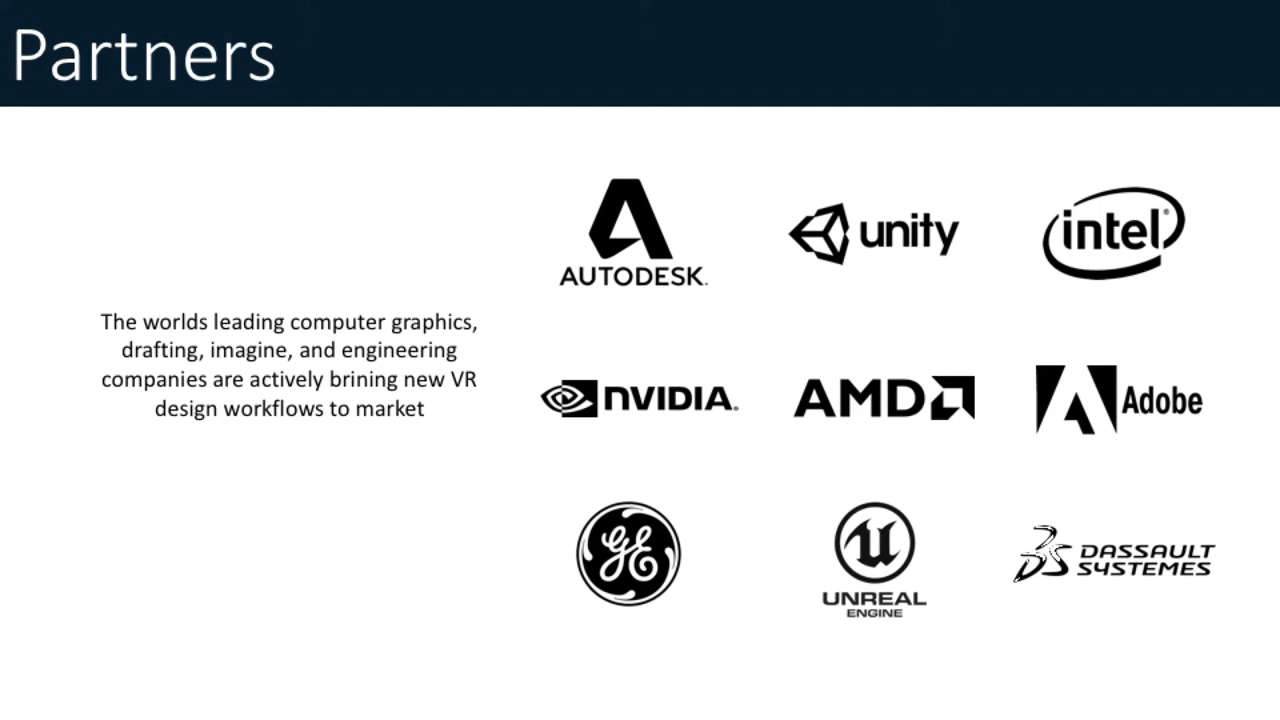 Partners
The worlds leading computer graphics,
drafting, imagine, and engineering
companies are actively brining new VR
design workflows to market
AUTODESK.
unity
intel®
NVIDIA.
AMD
Adobe
GE
UNREAL
ENGINE
DASSAULT
SYSTEMES